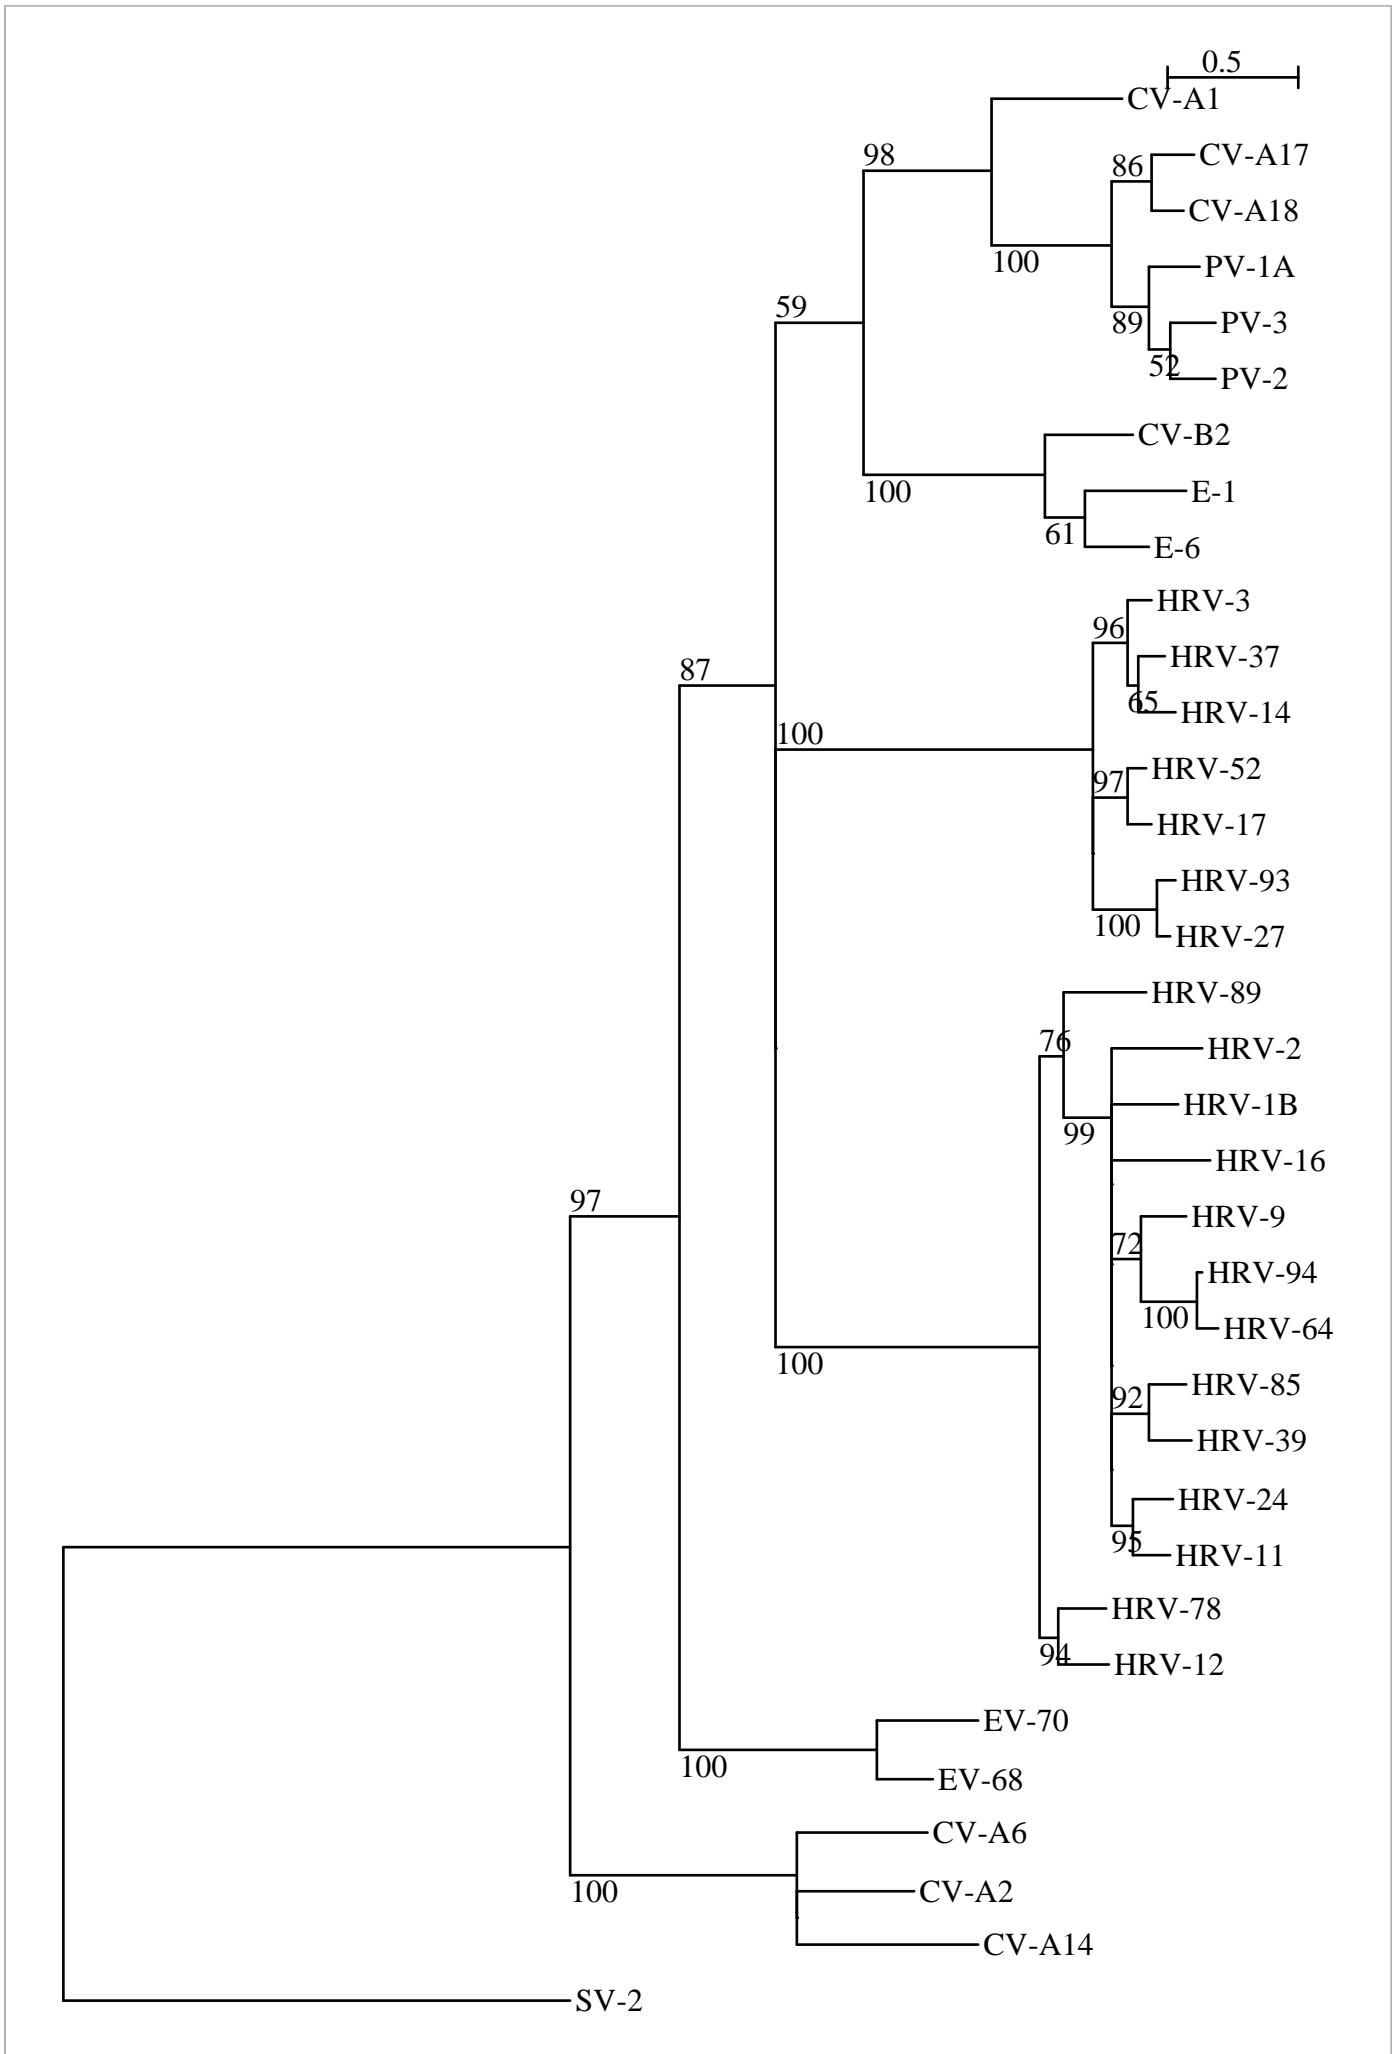 0.5
CV-A1
98
86
CV-A17
CV-A18
100
PV-1A
59
89
PV-3
52
PV-2
CV-B2
100
E-1
61
E-6
HRV-3
96
87
HRV-37
65
HRV-14
100
HRV-52
97
HRV-17
HRV-93
100
HRV-27
HRV-89
76
HRV-2
HRV-1B
99
HRV-16
97
HRV-9
72
HRV-94
100
HRV-64
100
HRV-85
92
HRV-39
HRV-24
95
HRV-11
HRV-78
94
HRV-12
EV-70
100
EV-68
CV-A6
100
CV-A2
CV-A14
SV-2